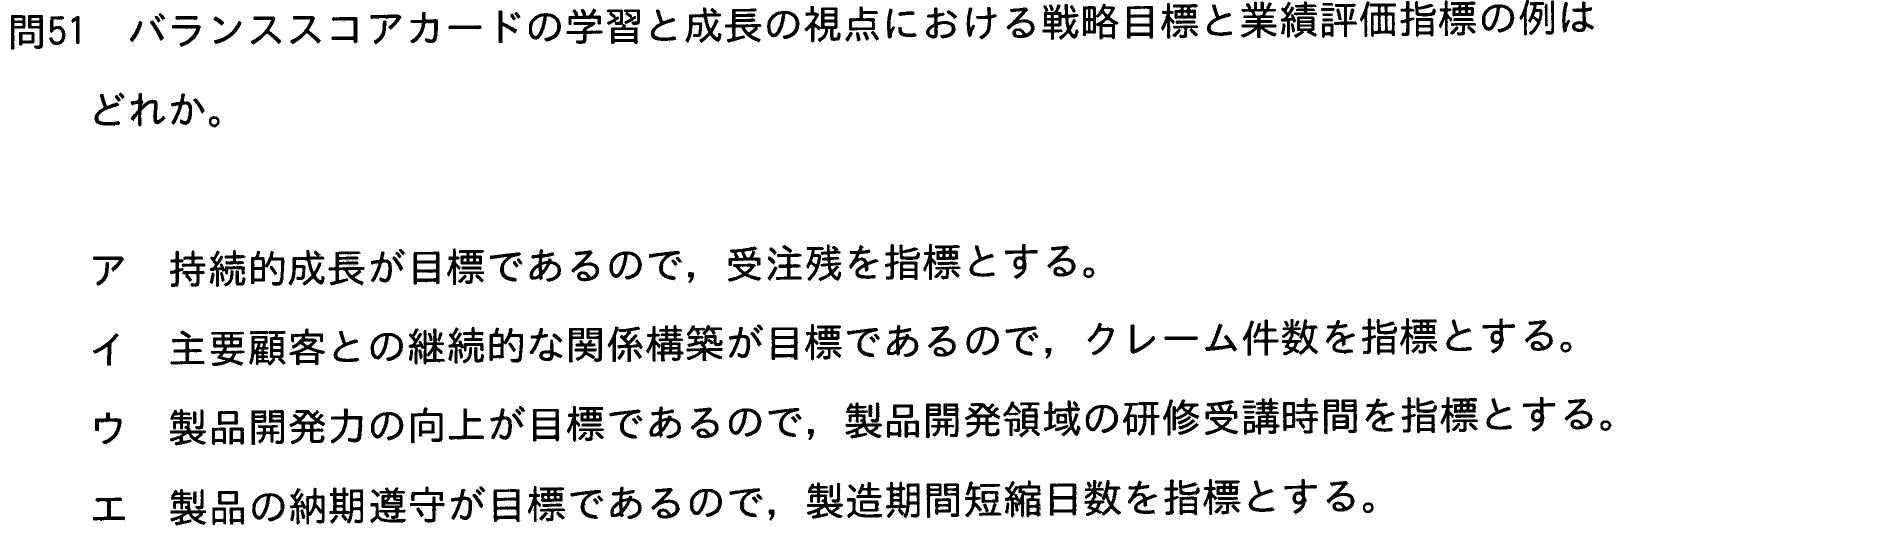 問51　バランススコアカードの学習と成長の視点における戦略目標と業績評価指標の例は
どれか。
ア　持続的成長が目標であるので，受注残を指標とする。
イ　主要顧客との継続的な関係構築が目標であるので，クレーム件数を指標とする。
ウ　製品開発力の向上が目標であるので，製品開発領域の研修受講時間を指標とする。
エ　製品の納期遵守が目標であるので，製造期間短縮日数を指標とする。